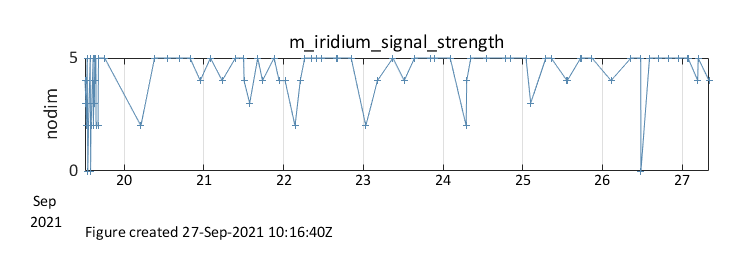 m_iridium_signal_strength
5
nodim
0
20 21 22 23 24 25 26 27
Sep
2021
Figure created 27-Sep-2021 10:16:40Z